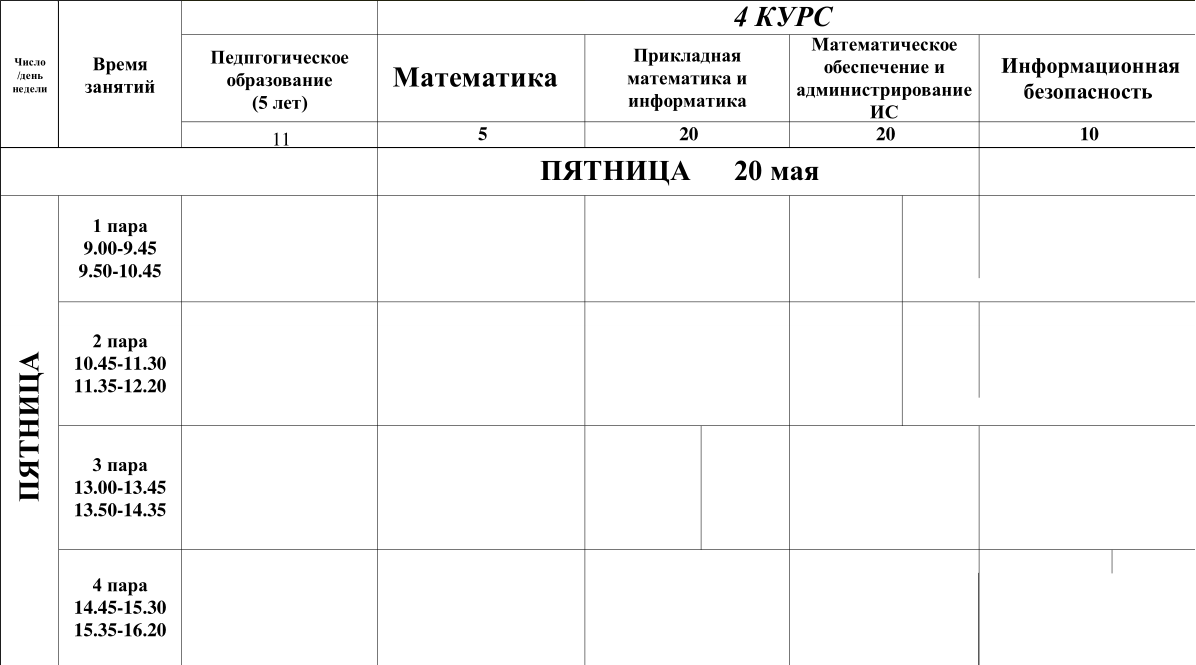 4 КУРС
Число
/день
недели
Время
занятий
Педпгогическое
образование
(5 лет)
Математика
Прикладная
математика и
информатика
Математическое
обеспечение и
администрирование
ИС
Информационная
безопасность
11
5
20
20
10
ПЯТНИЦА 20 мая
ПЯТНИЦА
1 пара
9.00-9.45
9.50-10.45
2 пара
10.45-11.30
11.35-12.20
3 пара
13.00-13.45
13.50-14.35
4 пара
14.45-15.30
15.35-16.20